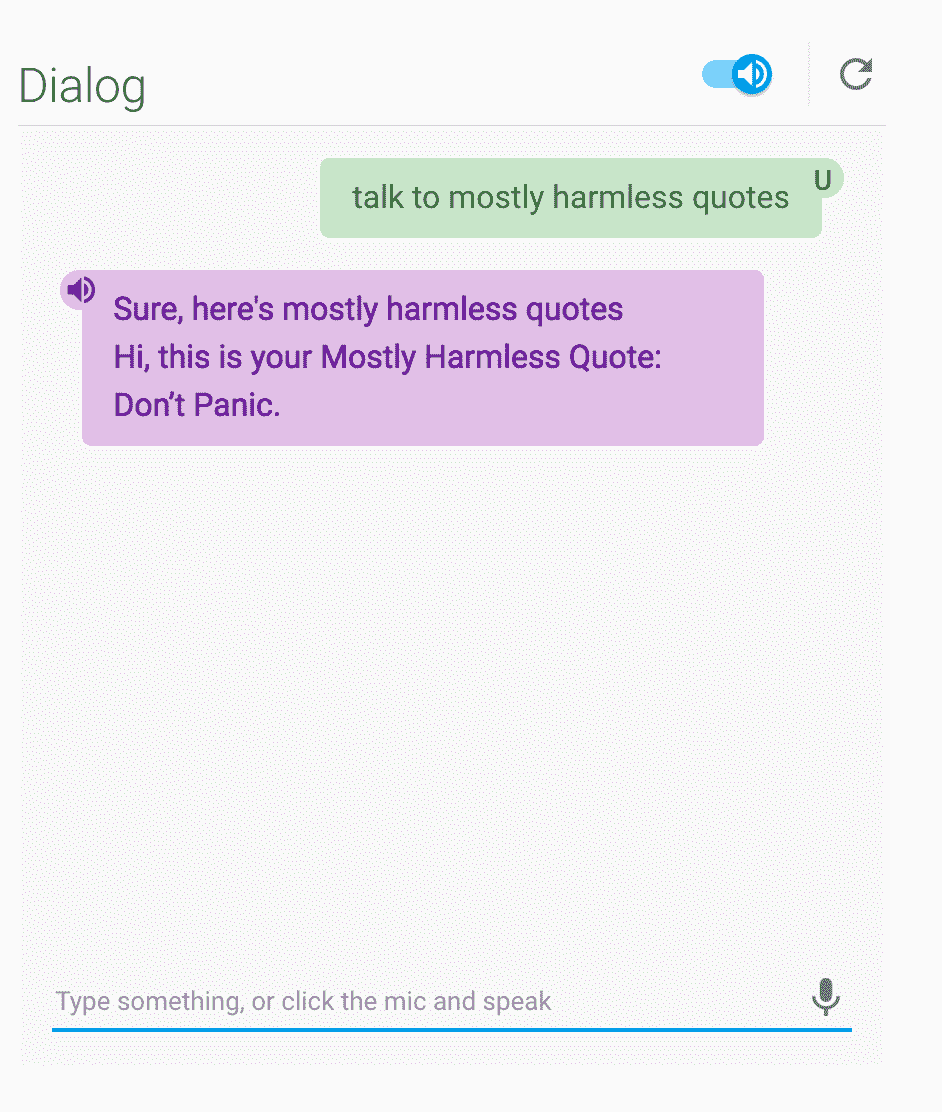 Dialog
talk to mostly harmless quotes
U
Sure, here's mostly harmless quotes
Hi, this is your Mostly Harmless Quote:
Don’t Panic.
Type something, or click the mic and speak